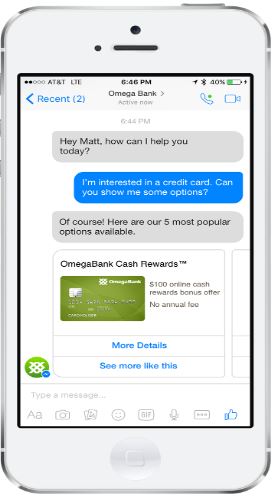 AT&T LTE 6:46 PM 40%
Recent (2) Omega Bank >
Active now
6:44 PM
Hey Matt, how can I help you
today?
I'm interested in a credit card. Can
you show me some options?
Of course! Here are our 5 most popular
options available.
OmegaBank Cash Rewards™
OmegaBank
$100 online cash
rewards bonus offer
No annual fee
CARDHOLDER
More Details
See more like this
Type a message...
Aa GIF